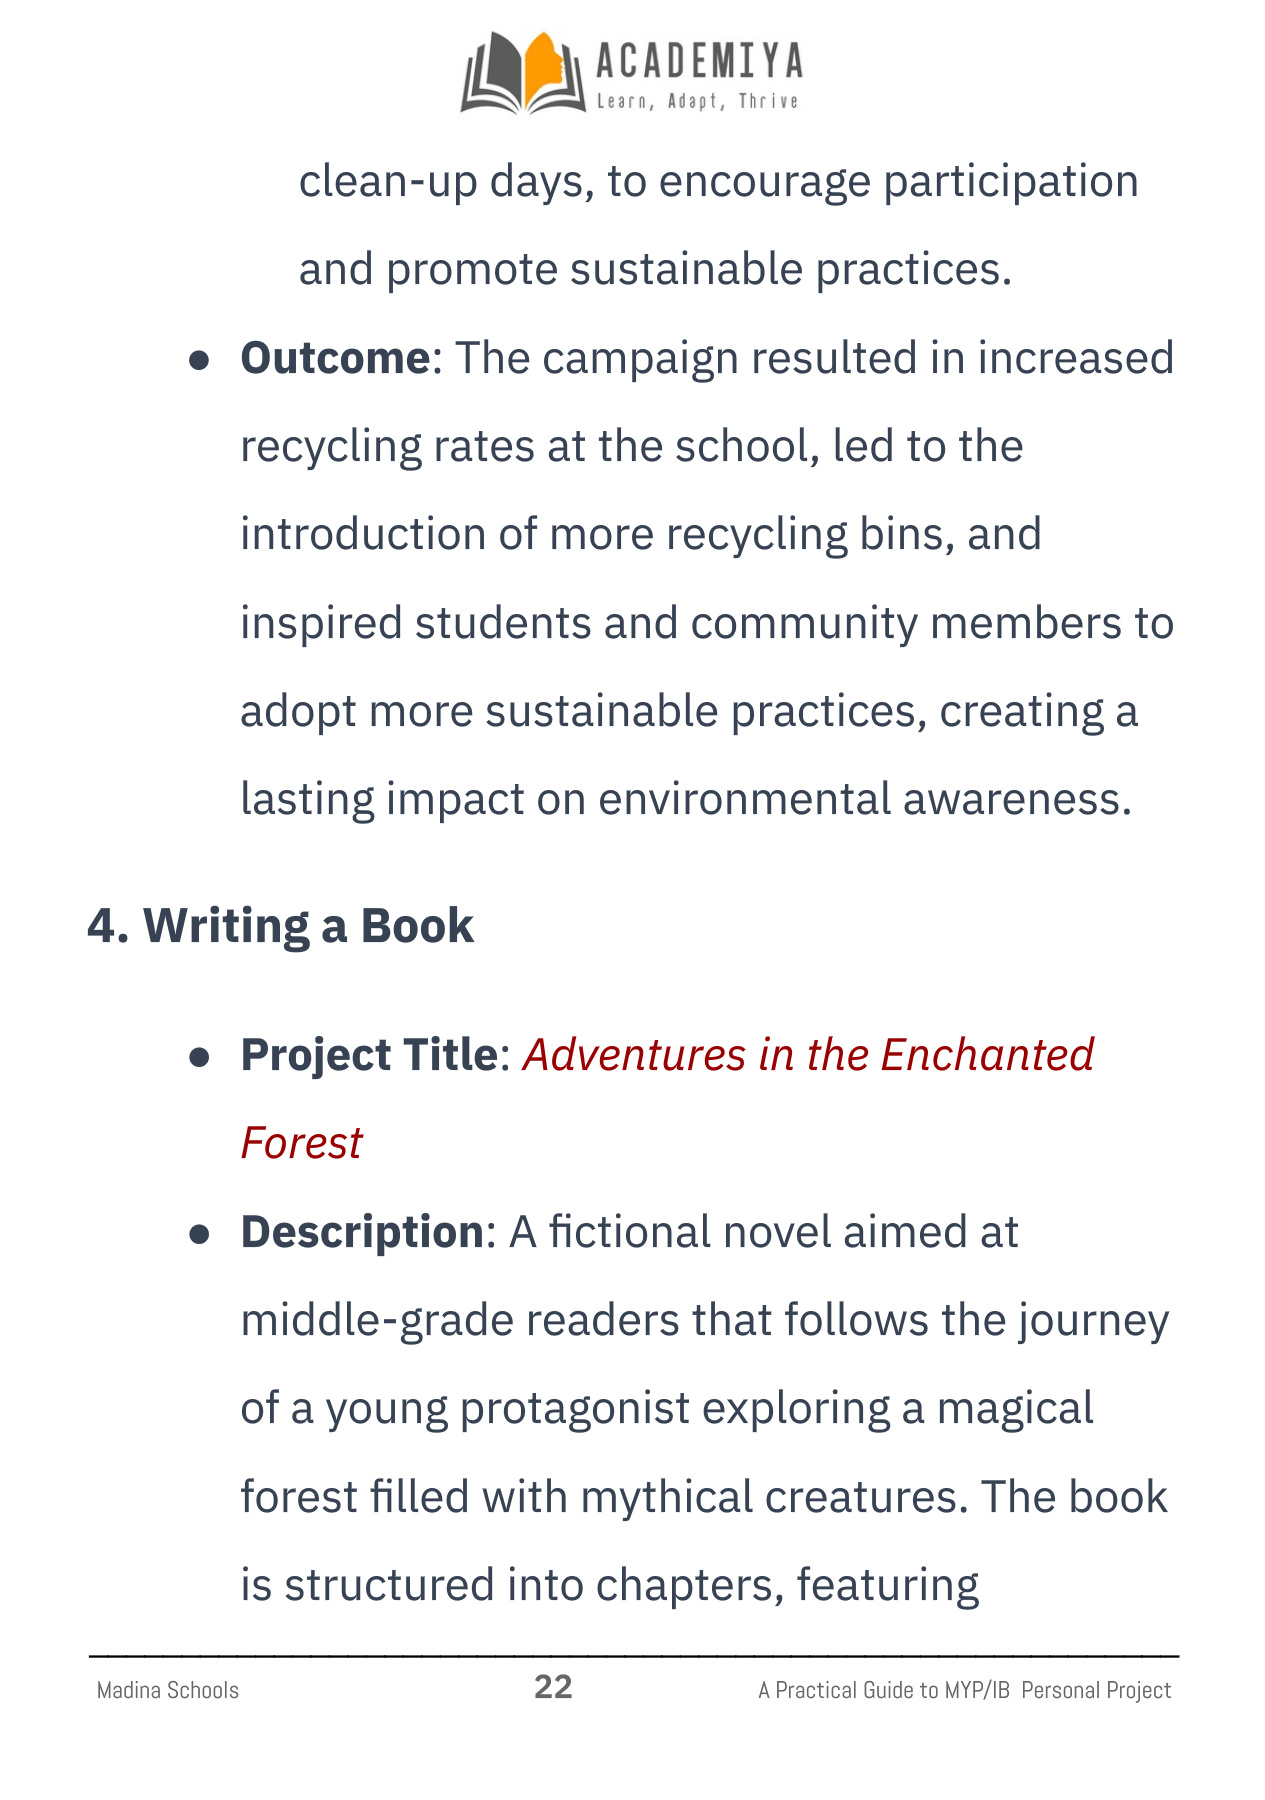 ACADEMIYA
Learn, Adapt, Thrive
clean-up days, to encourage participation
and promote sustainable practices.
● Outcome: The campaign resulted in increased
recycling rates at the school, led to the
introduction of more recycling bins, and
inspired students and community members to
adopt more sustainable practices, creating a
lasting impact on environmental awareness.
4. Writing a Book
● Project Title: Adventures in the Enchanted
Forest
● Description: A fictional novel aimed at
middle-grade readers that follows the journey
of a young protagonist exploring a magical
forest filled with mythical creatures. The book
is structured into chapters, featuring
Madina Schools 22 A Practical Guide to MYP/IB Personal Project